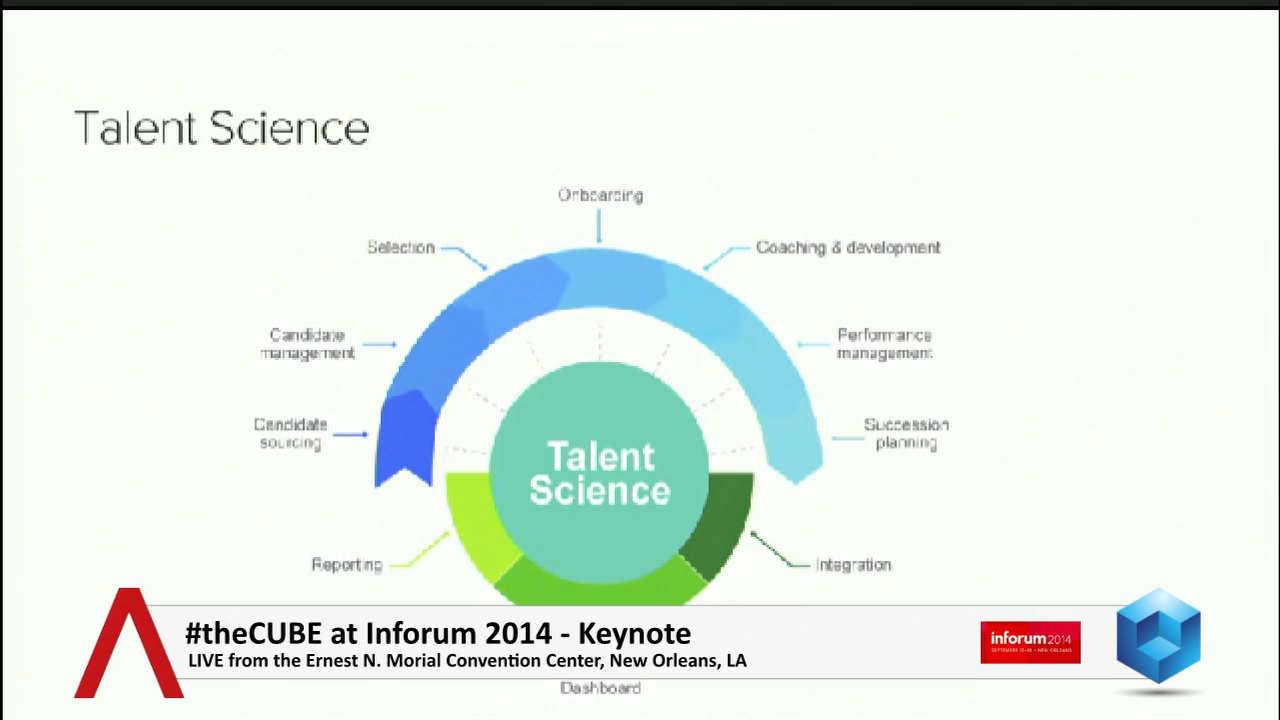 Talent Science
Onboarding
Selection
Coaching & development
Candidate
management
Performance
management
Candidate
sourcing
Succession
planning
Talent
Science
Reporting
Integration
#theCUBE at Inforum 2014 - Keynote
LIVE from the Ernest N. Morial Convention Center, New Orleans, LA
inforum2014
Dashboard